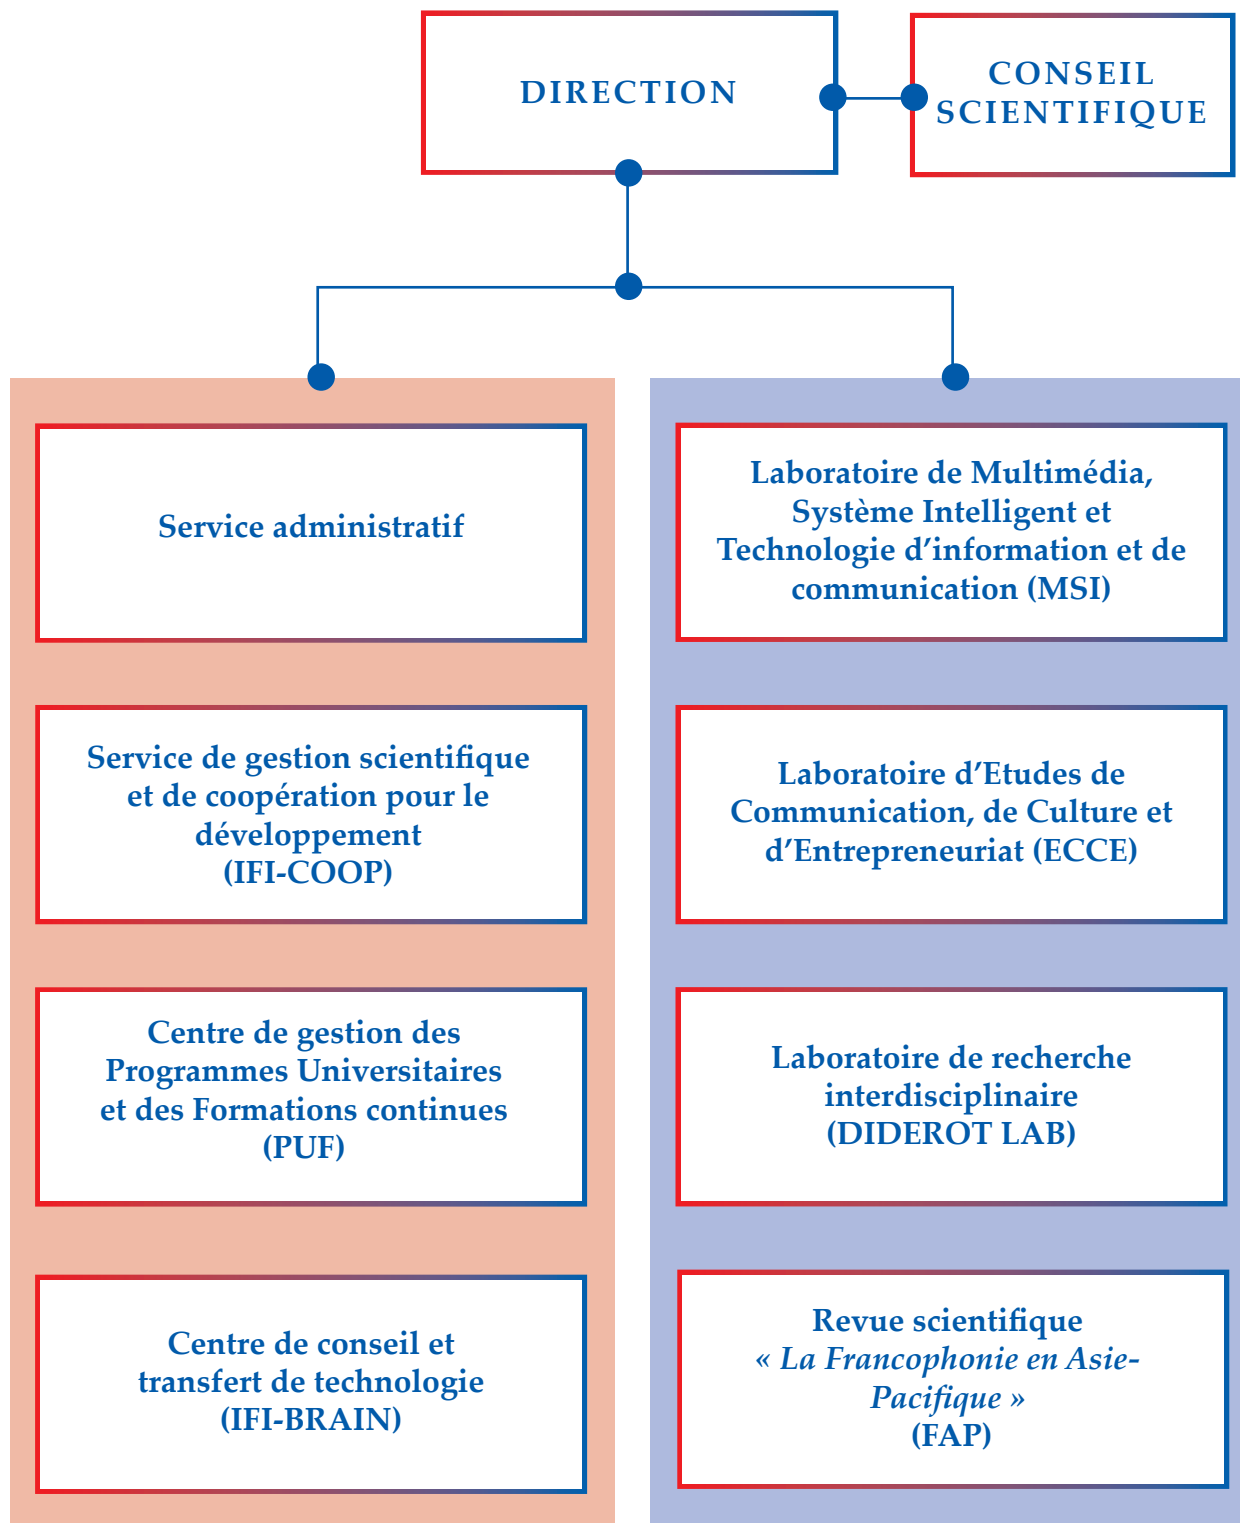 DIRECTION
CONSEIL
SCIENTIFIQUE
Service administratif
Service de gestion scientifique
et de coopération pour le
développement
(IFI-COOP)
Centre de gestion des
Programmes Universitaires
et des Formations continues
(PUF)
Centre de conseil et
transfert de technologie
(IFI-BRAIN)
Laboratoire de Multimédia,
Système Intelligent et
Technologie d’information et de
communication (MSI)
Laboratoire d’Etudes de
Communication, de Culture et
d’Entrepreneuriat (ECCE)
Laboratoire de recherche
interdisciplinaire
(DIDEROT LAB)
Revue scientifique
« La Francophonie en Asie-
Pacifique »
(FAP)